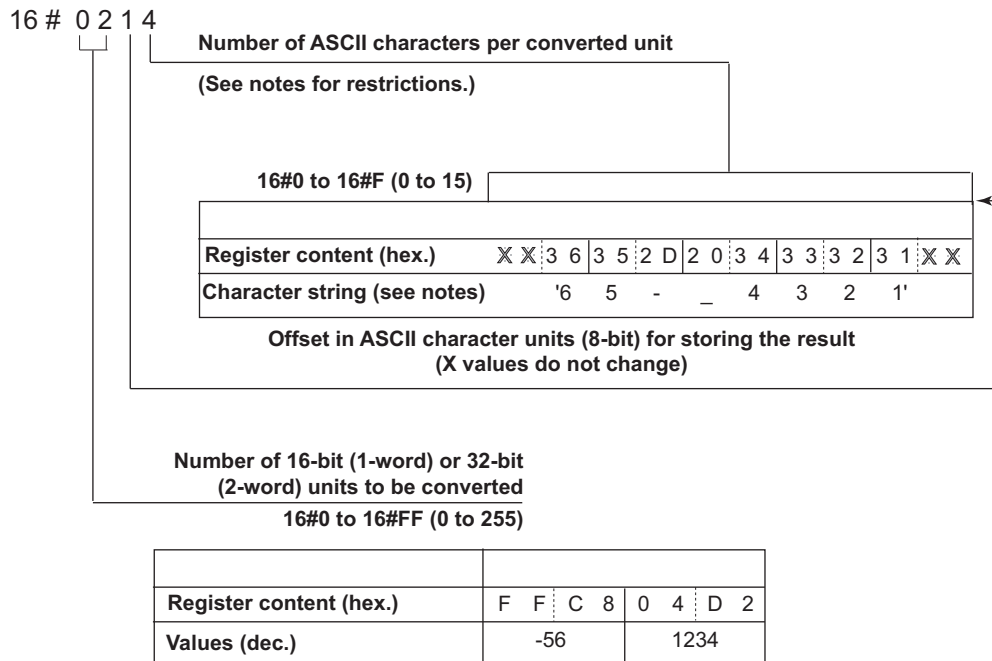 16 # 0 2 1 4
Number of ASCII characters per converted unit
(See notes for restrictions.)
16#0 to 16#F (0 to 15)
Register content (hex.) X X 3 6 3 5 2 D 2 0 3 4 3 3 3 2 3 1 X X
Character string (see notes) '6 5 - _ 4 3 2 1'
Offset in ASCII character units (8-bit) for storing the result
(X values do not change)
Number of 16-bit (1-word) or 32-bit
(2-word) units to be converted
16#0 to 16#FF (0 to 255)
Register content (hex.) F F C 8 0 4 D 2
Values (dec.) -56 1234